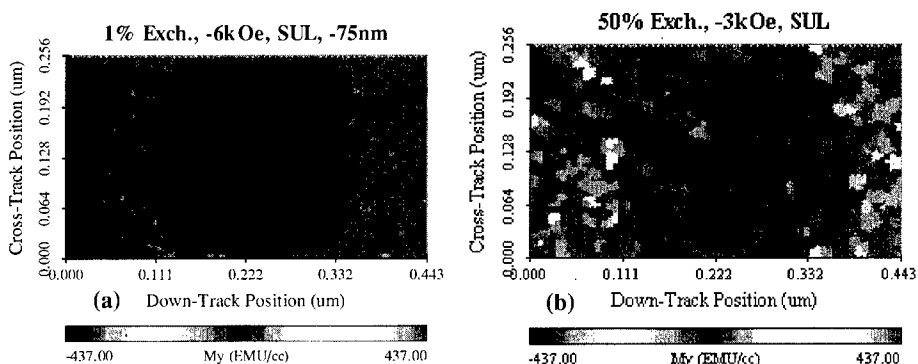 1% Exch., -6kOe, SUL, -75nm
Cross-Track Position (um)
0.256
0.192
0.128
0.064
0.000
0.000 0.111 0.222 0.332 0.443
(a) Down-Track Position (um)
-437.00 My (EMU/cc) 437.00
50% Exch., -3kOe, SUL
Cross-Track Position (um)
0.256
0.192
0.128
0.064
0.000
0.000 0.111 0.222 0.332 0.443
(b) Down-Track Position (um)
-437.00 My (EMU/cc) 437.00